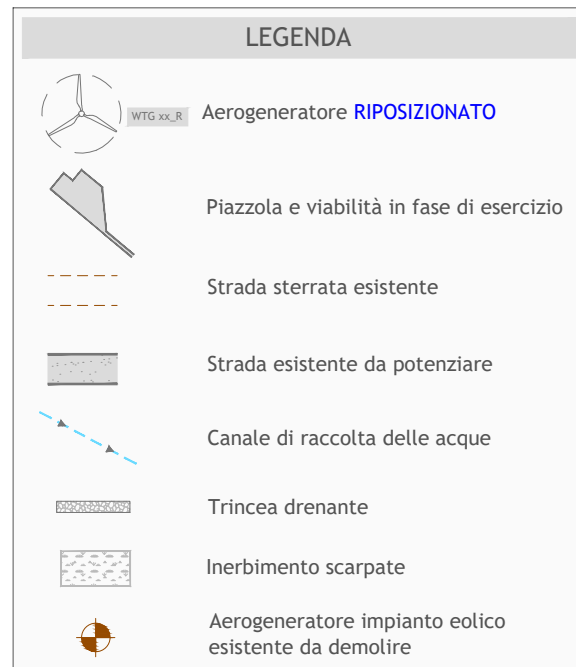 LEGENDA
WTG xx_R
Aerogeneratore RIPOSIZIONATO
Piazzola e viabilità in fase di esercizio
Strada sterrata esistente
Strada esistente da potenziare
Canale di raccolta delle acque
Trincea drenante
Inerbimento scarpate
Aerogeneratore impianto eolico
esistente da demolire